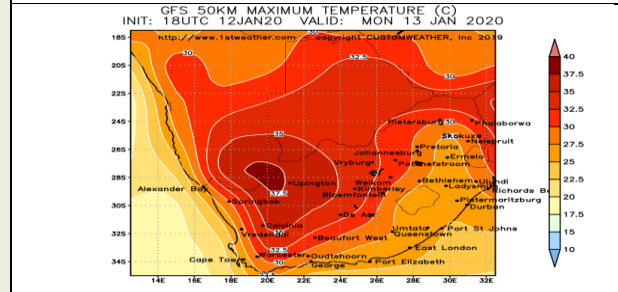 GFS 50KM MAXIMUM TEMPERATURE (C)
INIT: 18UTC 12JAN20 VALID: MON 13 JAN 2020
http://www.1stweather.com copyright CUSTOMWEATHER, Inc 2019
18S
20S
22S
24S
26S
28S
30S
32S
34S
30
32.5
30
30
35
37.5
32.5
30
Pietersburg
Phalaborwa
Skukuza
Nelspruit
Pretoria
Johannesburg
Ermelo
Vryburg
Potchefstroom
Alexander Bay
Upington
Welkom
Kimberley
Bethlehem
Ulundi
Ladysmith
Richards B
Springbok
Bloemfontein
Pietermaritzburg
Durban
De Aar
Calvinia
Vredendal
Umtata
Port St Johns
Queenstown
Beaufort West
East London
Cape Town
Worcester
Oudtshoorn
George
Port Elizabeth
14E 16E 18E 20E 22E 24E 26E 28E 30E 32E
40
37.5
35
32.5
30
27.5
25
22.5
20
17.5
15
10